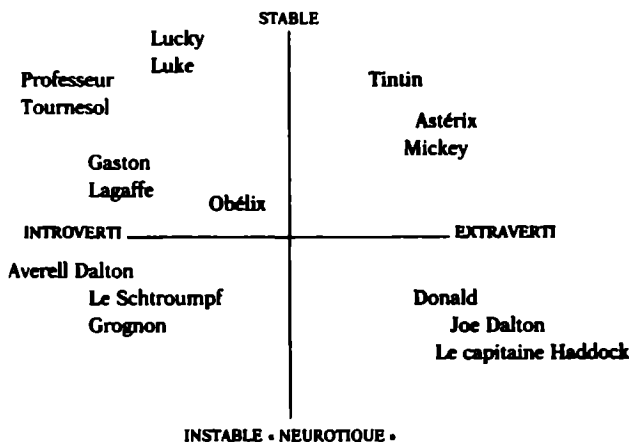 STABLE
Lucky
Luke
Professeur
Tournesol
Tintin
Astérix
Mickey
Gaston
Lagaffe
Obélix
INTROVERTI
EXTRAVERTI
Averell Dalton
Le Schtroumpf
Grognon
Donald
Joe Dalton
Le capitaine Haddock
INSTABLE « NEUROTIQUE »